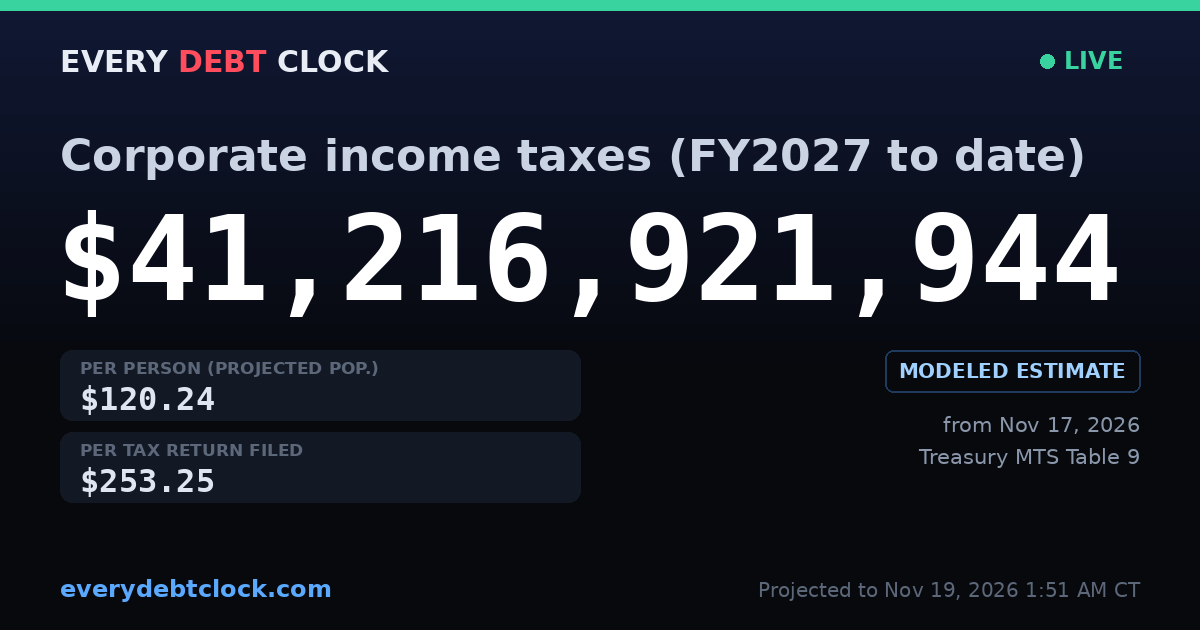 EVERY DEBT CLOCK
LIVE
Corporate income taxes (FY2027 to date)
$41,216,921,944
PER PERSON (PROJECTED POP.)
$120.24
MODELED ESTIMATE
from Nov 17, 2026
Treasury MTS Table 9
PER TAX RETURN FILED
$253.25
everydebtclock.com
Projected to Nov 19, 2026 1:51 AM CT